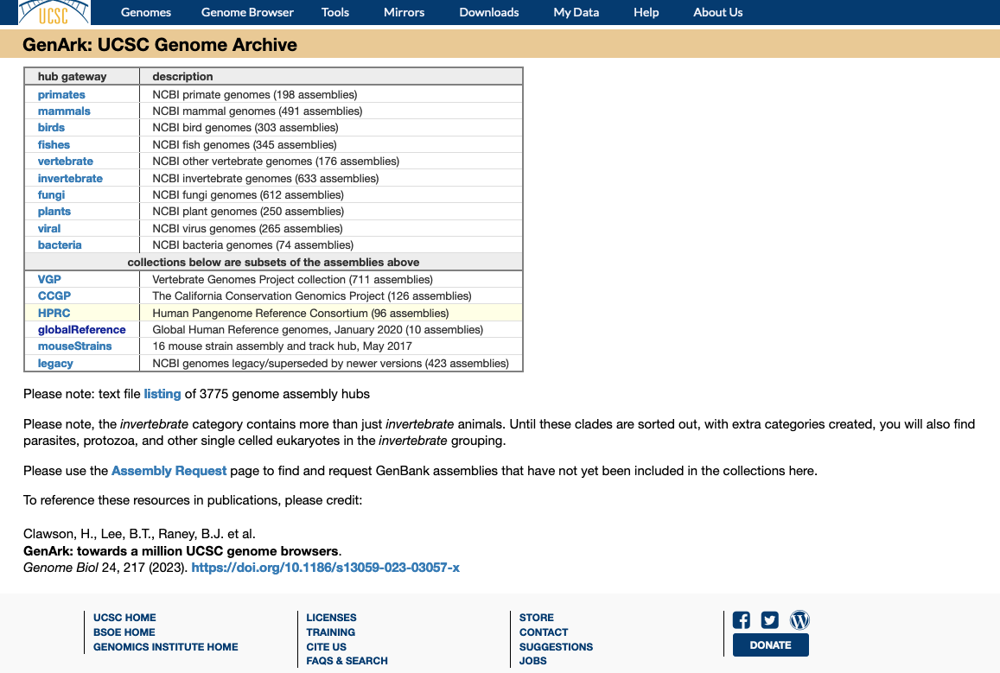 UCSC
Genomes Genome Browser Tools Mirrors Downloads My Data Help About Us
GenArk: UCSC Genome Archive
hub gateway description
primates NCBI primate genomes (198 assemblies)
mammals NCBI mammal genomes (491 assemblies)
birds NCBI bird genomes (303 assemblies)
fishes NCBI fish genomes (345 assemblies)
vertebrate NCBI other vertebrate genomes (176 assemblies)
invertebrate NCBI invertebrate genomes (633 assemblies)
fungi NCBI fungi genomes (612 assemblies)
plants NCBI plant genomes (250 assemblies)
viral NCBI virus genomes (265 assemblies)
bacteria NCBI bacteria genomes (74 assemblies)
collections below are subsets of the assemblies above
VGP Vertebrate Genomes Project collection (711 assemblies)
CCGP The California Conservation Genomics Project (126 assemblies)
HPRC Human Pangenome Reference Consortium (96 assemblies)
globalReference Global Human Reference genomes, January 2020 (10 assemblies)
mouseStrains 16 mouse strain assembly and track hub, May 2017
legacy NCBI genomes legacy/superseded by newer versions (423 assemblies)
Please note: text file listing of 3775 genome assembly hubs
Please note, the invertebrate category contains more than just invertebrate animals. Until these clades are sorted out, with extra categories created, you will also find
parasites, protozoa, and other single celled eukaryotes in the invertebrate grouping.
Please use the Assembly Request page to find and request GenBank assemblies that have not yet been included in the collections here.
To reference these resources in publications, please credit:
Clawson, H., Lee, B.T., Raney, B.J. et al.
GenArk: towards a million UCSC genome browsers.
Genome Biol 24, 217 (2023). https://doi.org/10.1186/s13059-023-03057-x
UCSC HOME
BSOE HOME
GENOMICS INSTITUTE HOME
LICENSES
TRAINING
CITE US
FAQS & SEARCH
STORE
CONTACT
SUGGESTIONS
JOBS
DONATE